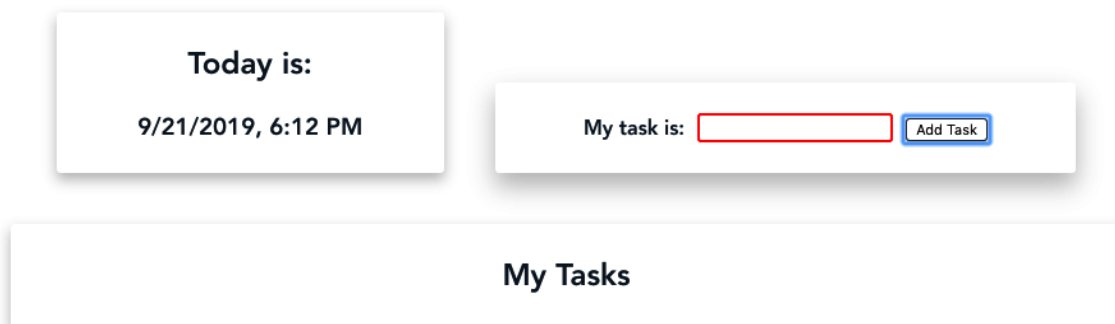 Today is:
9/21/2019, 6:12 PM
My task is: Add Task
My Tasks